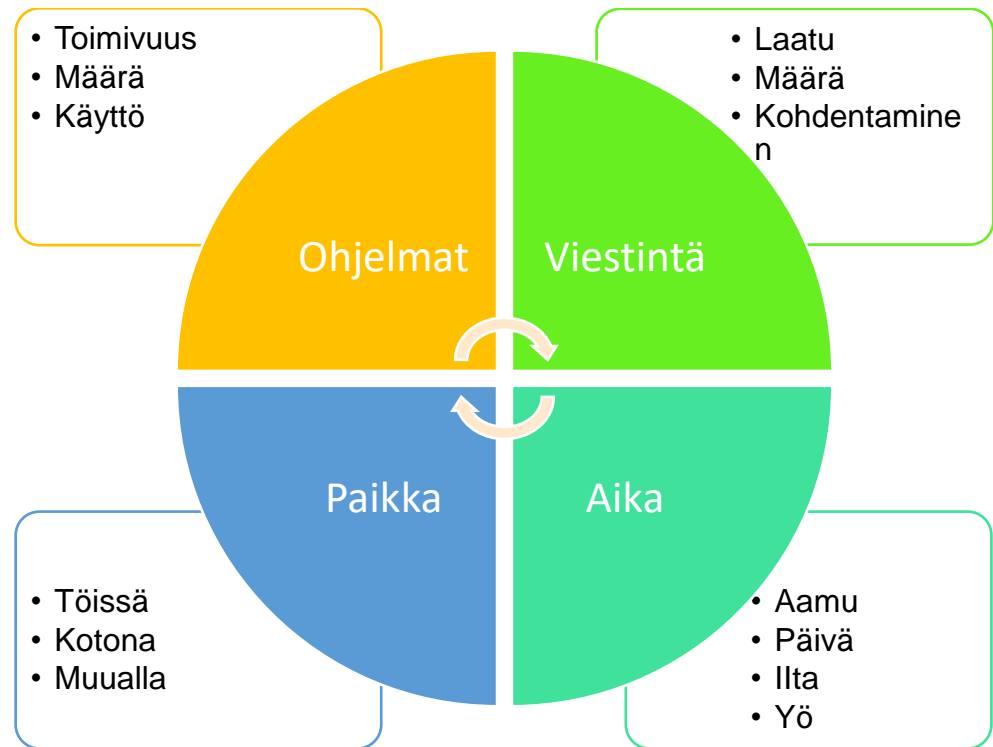 • Toimivuus
• Määrä
• Käyttö
• Laatu
• Määrä
• Kohdentamine
n
Ohjelmat
Viestintä
Paikka
Aika
• Töissä
• Kotona
• Muualla
• Aamu
• Päivä
• Ilta
• Yö